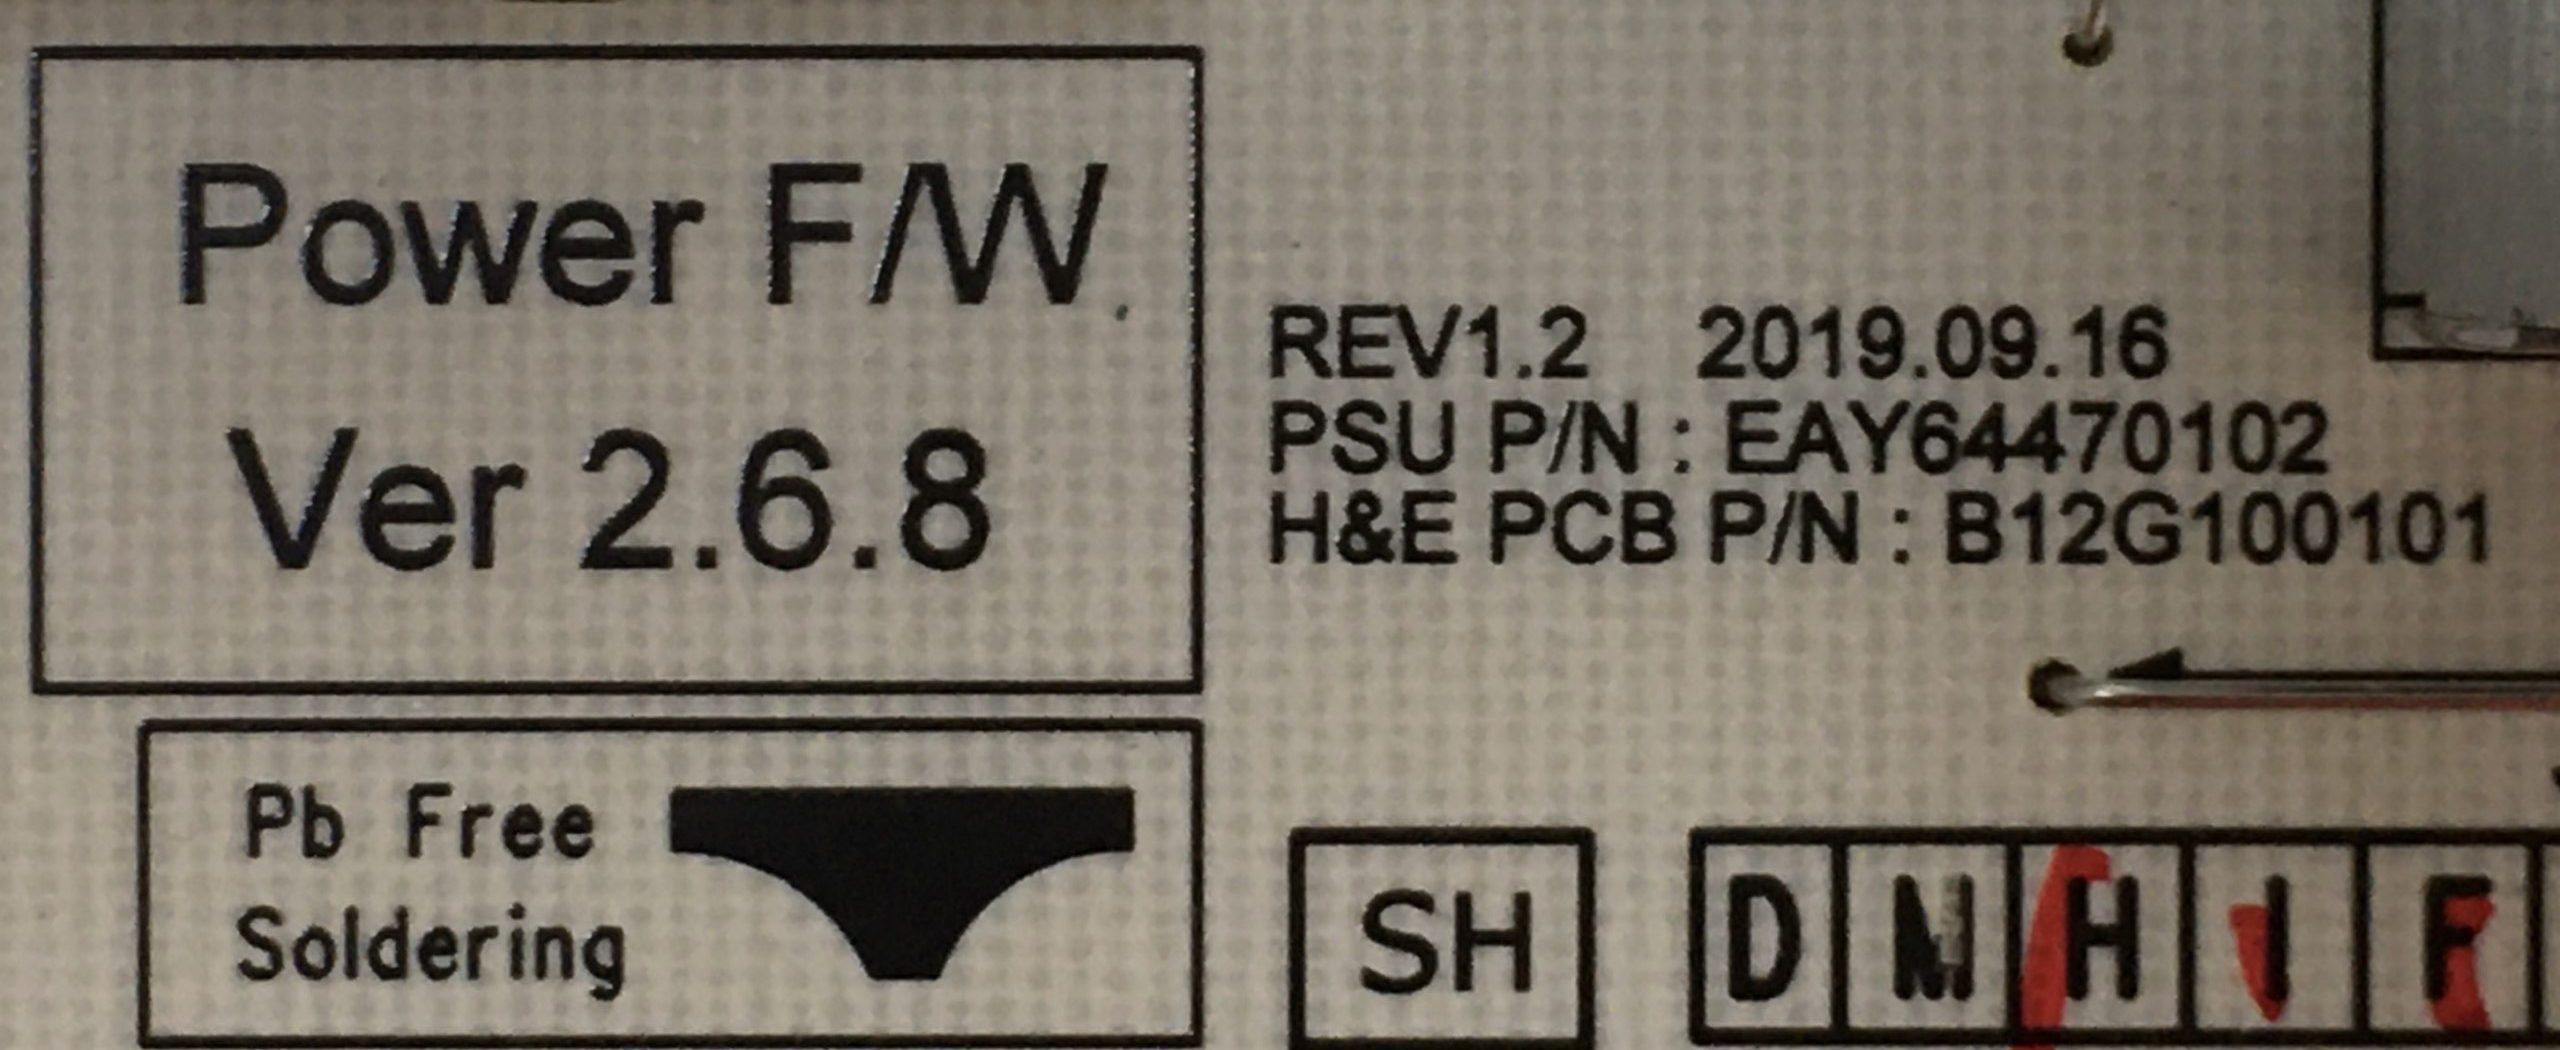 Power F/W
Ver 2.6.8
REV1.2 2019.09.16
PSU P/N : EAY64470102
H&E PCB P/N : B12G100101
Pb Free
Soldering
SH
D M H I F